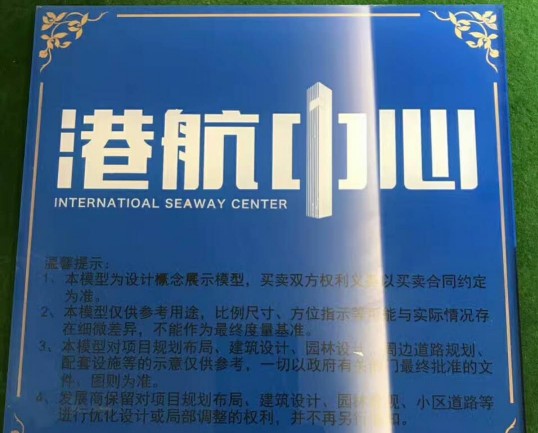 港航中心
INTERNATIOAL SEAWAY CENTER
温馨提示：
1、本模型为设计概念展示模型，买卖双方权利义务以买卖合同约定
为准。
2、本模型仅供参考用途，比例尺寸、方位指示等可能与实际情况存
在细微差异，不能作为最终度量基准。
3、本模型对项目规划布局、建筑设计、园林设计、周边道路规划、
配套设施等的示意仅供参考，一切以政府有关部门最终批准的文
件、图则为准。
4、发展商保留对项目规划布局、建筑设计、园林景观、小区道路等
进行优化设计或局部调整的权利，并不再另行通知。